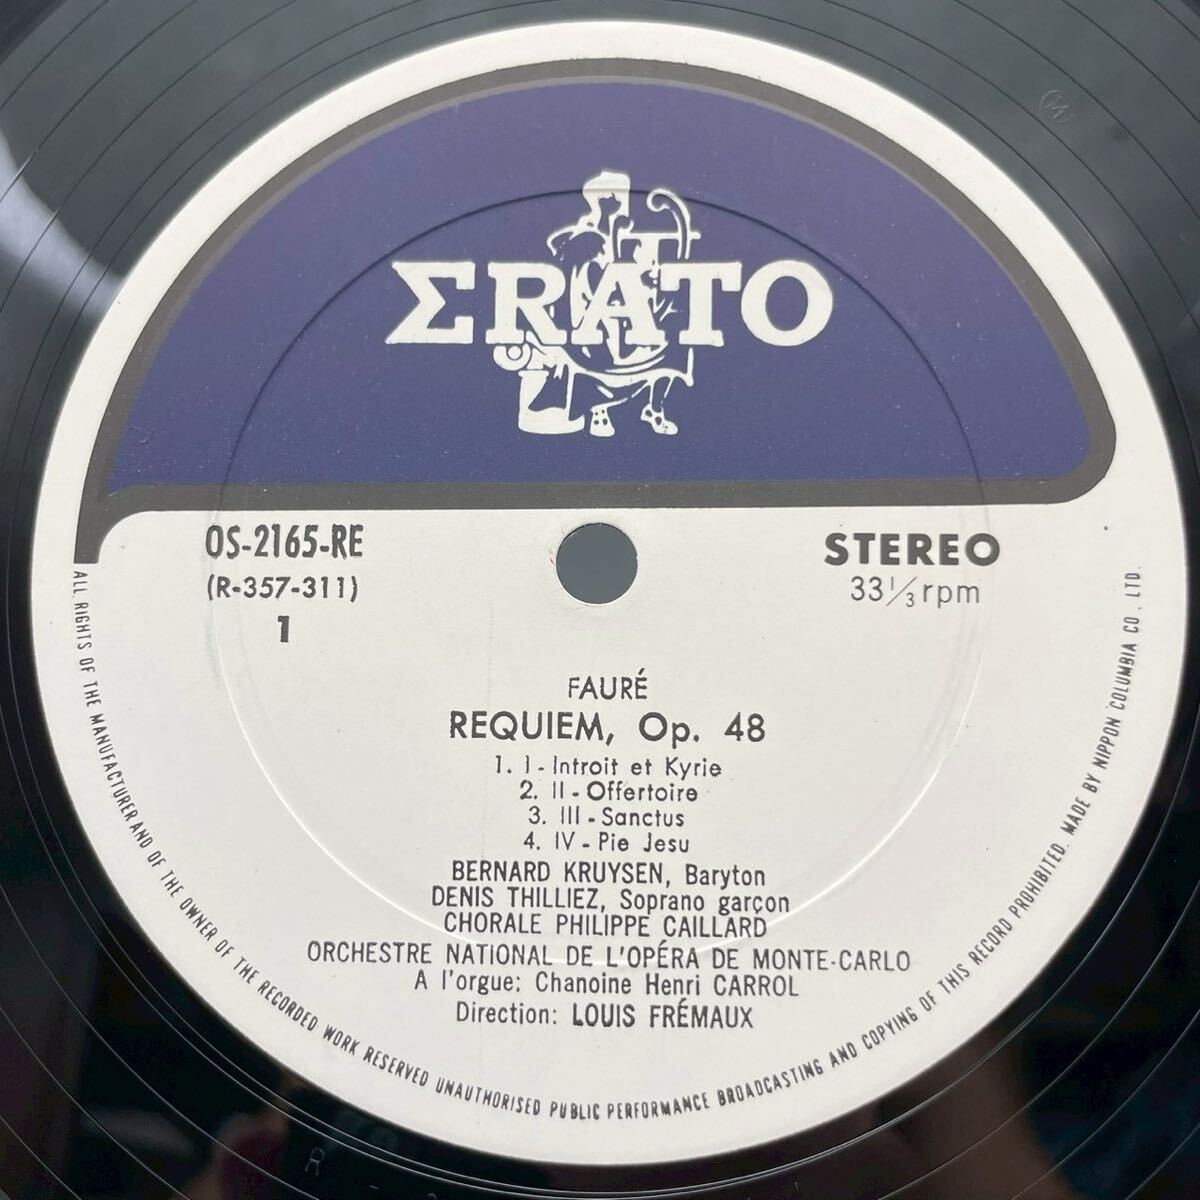 ΣRATO
OS-2165-RE
(R-357-311)
1
STEREO
33 1/3 rpm
FAURÉ
REQUIEM, Op. 48
1. I - Introit et Kyrie
2. II - Offertoire
3. III - Sanctus
4. IV - Pie Jesu
BERNARD KRUYSEN, Baryton
DENIS THILLIEZ, Soprano garçon
CHORALE PHILIPPE CAILLARD
ORCHESTRE NATIONAL DE L'OPÉRA DE MONTE-CARLO
A l'orgue: Chanoine Henri CARROL
Direction: LOUIS FRÉMAUX
ALL RIGHTS OF THE MANUFACTURER AND OF THE OWNER OF THE RECORDED WORK RESERVED UNAUTHORISED PUBLIC PERFORMANCE BROADCASTING AND COPYING OF THIS RECORD PROHIBITED. MADE BY NIPPON COLUMBIA CO., LTD.